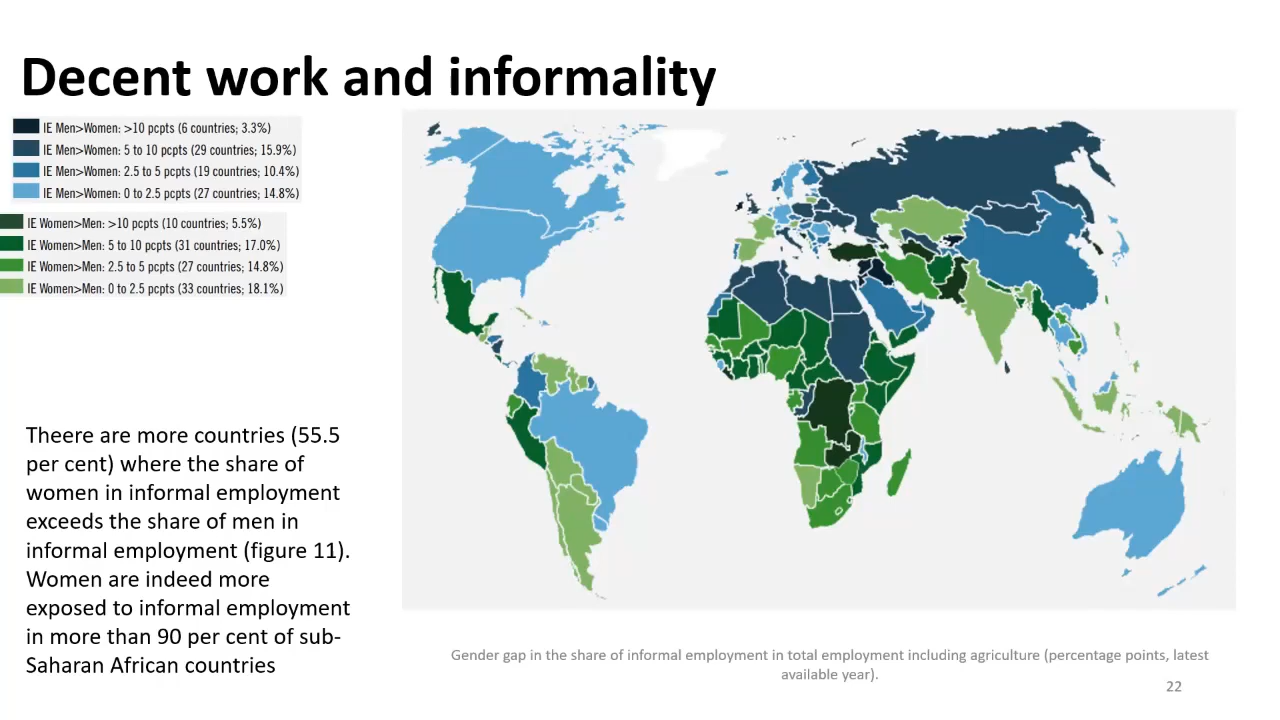 Decent work and informality
IE Men>Women: >10 pcpts (6 countries; 3.3%)
IE Men>Women: 5 to 10 pcpts (29 countries; 15.9%)
IE Men>Women: 2.5 to 5 pcpts (19 countries; 10.4%)
IE Men>Women: 0 to 2.5 pcpts (27 countries; 14.8%)
IE Women>Men: >10 pcpts (10 countries; 5.5%)
IE Women>Men: 5 to 10 pcpts (31 countries; 17.0%)
IE Women>Men: 2.5 to 5 pcpts (27 countries; 14.8%)
IE Women>Men: 0 to 2.5 pcpts (33 countries; 18.1%)
Theere are more countries (55.5
per cent) where the share of
women in informal employment
exceeds the share of men in
informal employment (figure 11).
Women are indeed more
exposed to informal employment
in more than 90 per cent of sub-
Saharan African countries
Gender gap in the share of informal employment in total employment including agriculture (percentage points, latest
available year).
22